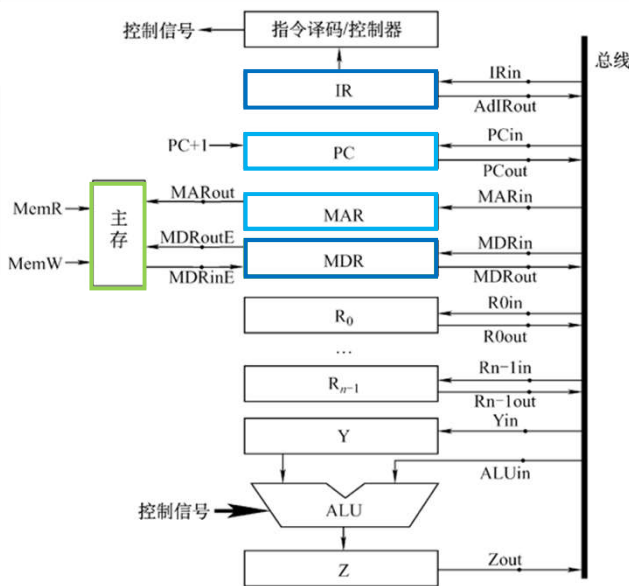 控制信号
指令译码/控制器
总线
IRin
IR
AdIRout
PCin
PC+1
PC
PCout
MARout
MARin
MemR
主存
MAR
MDRoutE
MDRin
MemW
MDR
MDRinE
MDRout
R0in
R0
R0out
…
Rn-1in
Rn-1
Rn-1out
Yin
Y
ALUin
控制信号
ALU
Zout
Z